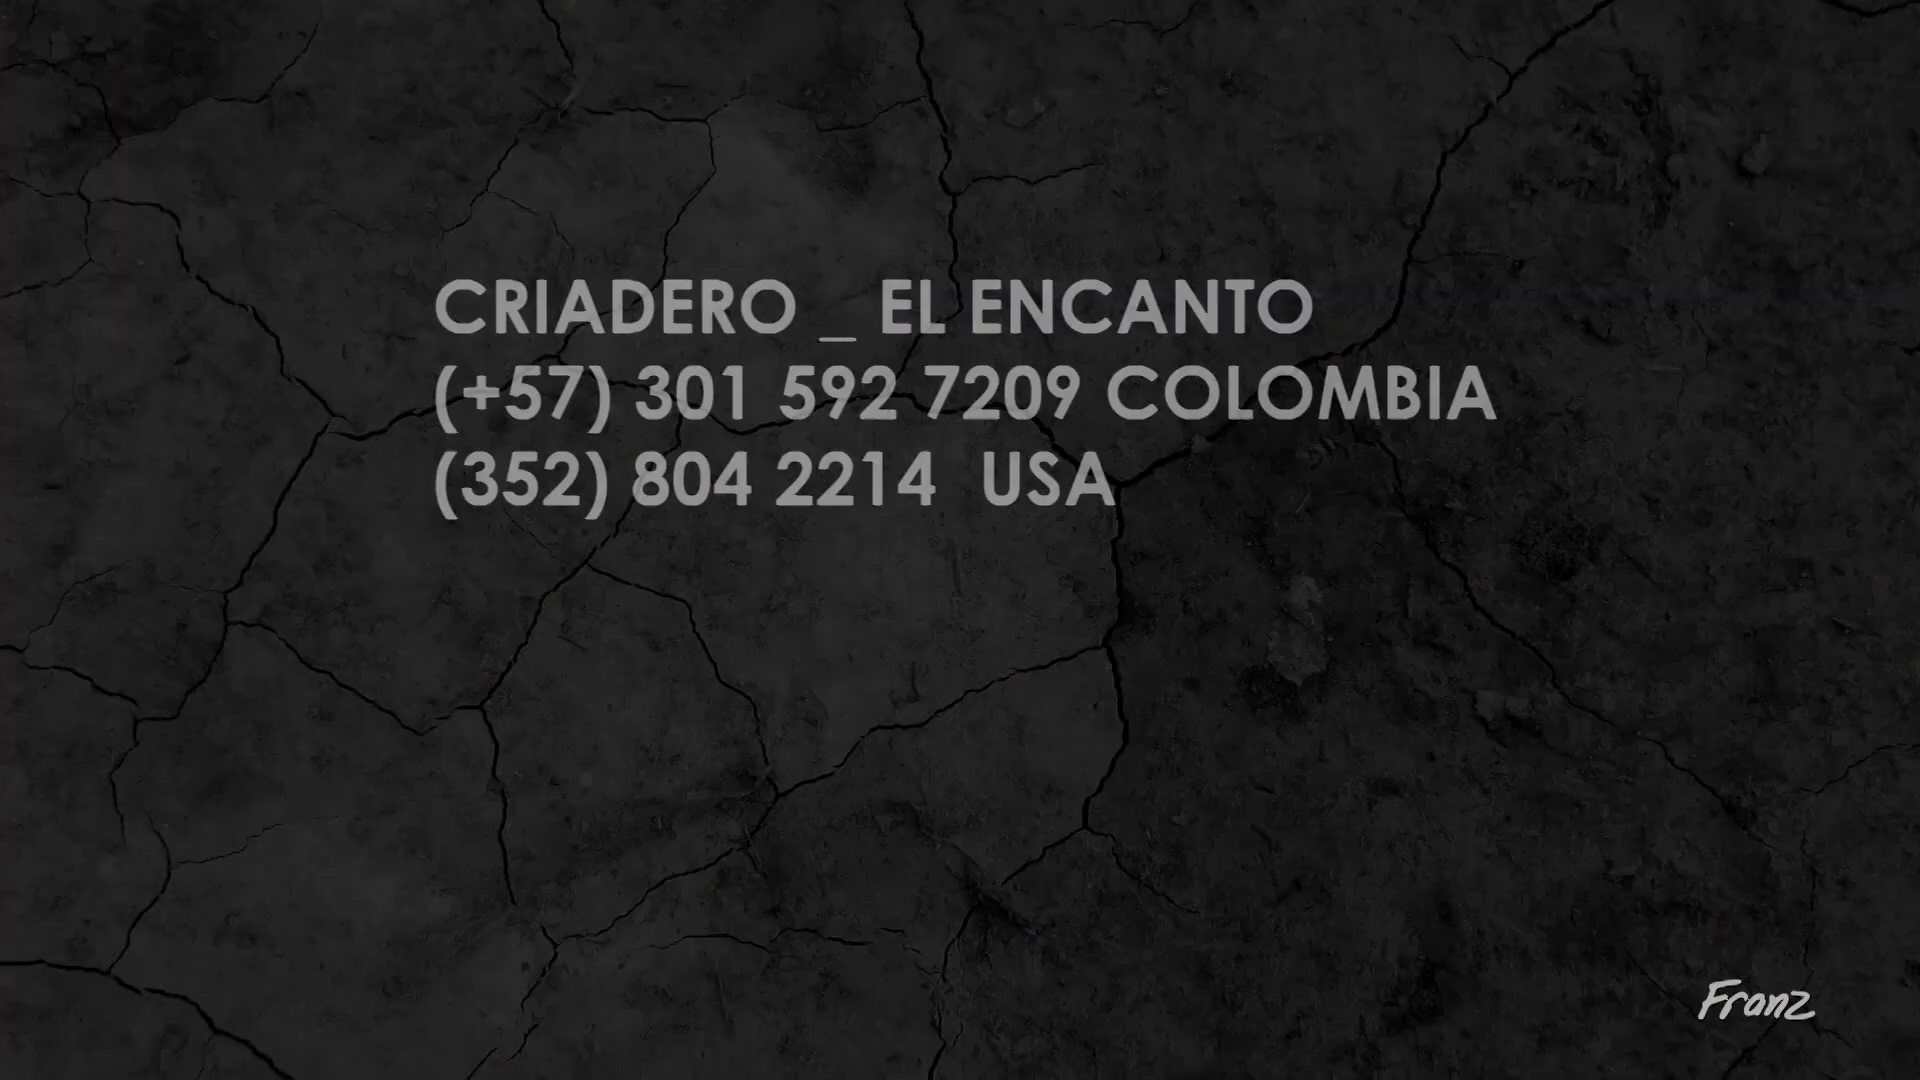 CRIADERO _ EL ENCANTO
(+57) 301 592 7209 COLOMBIA
(352) 804 2214  USA
Franz